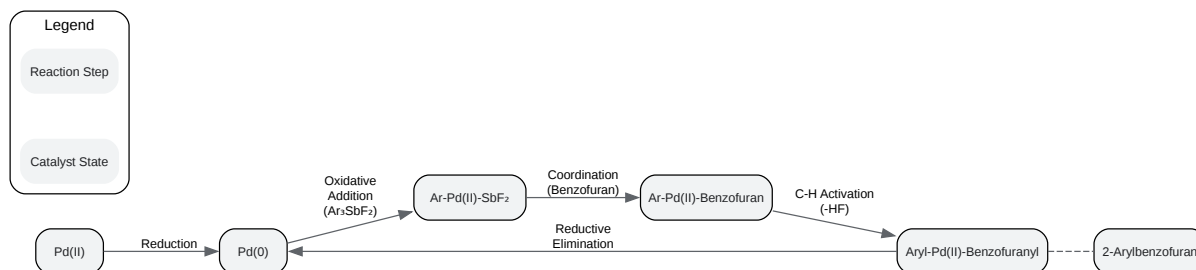 Legend
Reaction Step
Catalyst State
Oxidative
Addition
(Ar₃SbF₂)
Coordination
(Benzofuran)
C-H Activation
(-HF)
Ar-Pd(II)-SbF₂
Ar-Pd(II)-Benzofuran
Reductive
Elimination
Pd(II)
Reduction
Pd(0)
Aryl-Pd(II)-Benzofuranyl
2-Arylbenzofuran